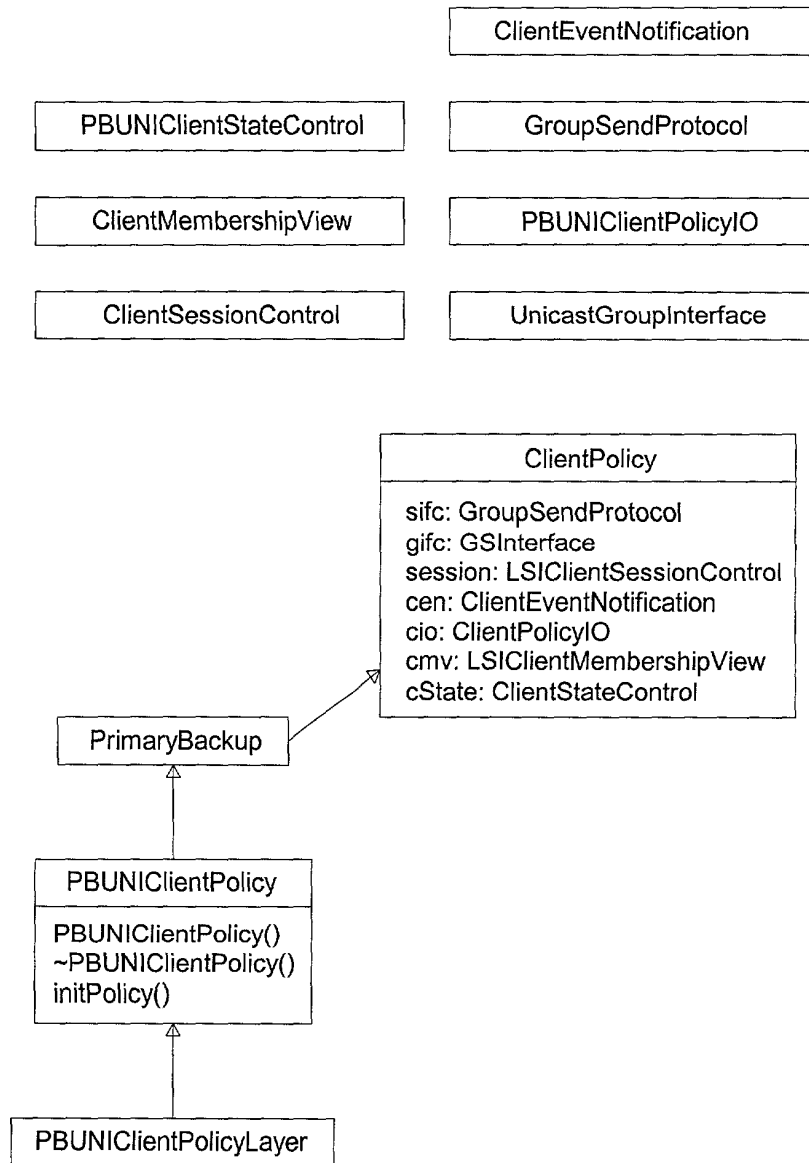 ClientEventNotification
PBUNIClientStateControl
GroupSendProtocol
ClientMembershipView
PBUNIClientPolicyIO
ClientSessionControl
UnicastGroupInterface
ClientPolicy
sifc: GroupSendProtocol
gifc: GSInterface
session: LSIClientSessionControl
cen: ClientEventNotification
cio: ClientPolicyIO
cmv: LSIClientMembershipView
cState: ClientStateControl
PrimaryBackup
PBUNIClientPolicy
PBUNIClientPolicy()
~PBUNIClientPolicy()
initPolicy()
PBUNIClientPolicyLayer